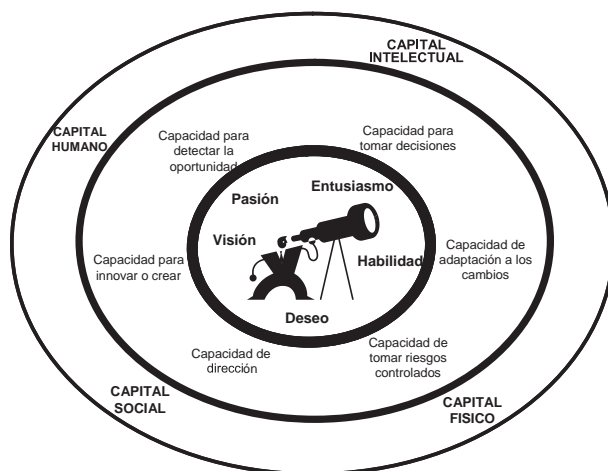 CAPITAL
INTELECTUAL
CAPITAL
HUMANO
Capacidad para
detectar la
oportunidad
Capacidad para
tomar decisiones
Entusiasmo
Pasión
Visión
Habilidad
Deseo
Capacidad para
innovar o crear
Capacidad de
adaptación a los
cambios
Capacidad de
dirección
Capacidad de
tomar riesgos
controlados
CAPITAL
SOCIAL
CAPITAL
FISICO